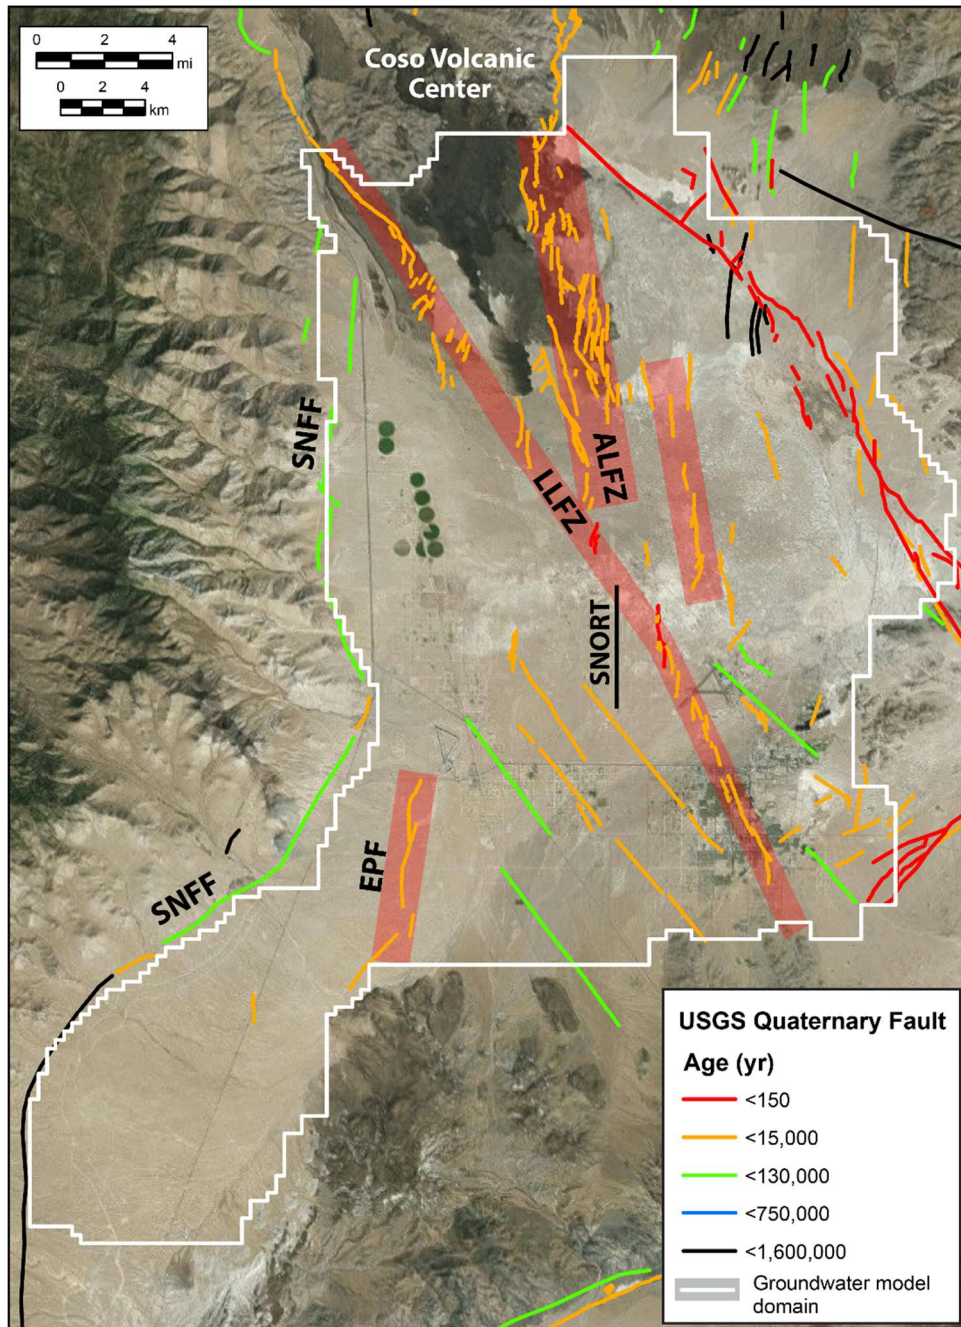 0 2 4
mi
0 2 4
km
Coso Volcanic
Center
SNFF
ALFZ
LLFZ
SNORT
EPF
SNFF
USGS Quaternary Fault
Age (yr)
<150
<15,000
<130,000
<750,000
<1,600,000
Groundwater model
domain